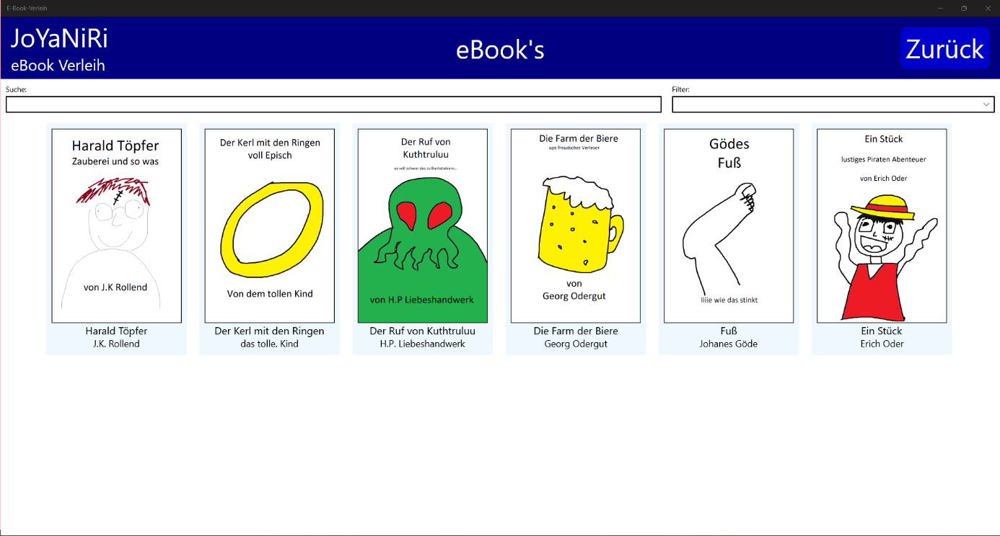 E-Book-Verleih
JoYaNiRi
eBook Verleih
eBook's
Zurück
Suche:
Filter:
Harald Töpfer
Zauberei und so was
von J.K Rollend
Harald Töpfer
J.K. Rollend
Der Kerl mit den Ringen
voll Episch
Von dem tollen Kind
Der Kerl mit den Ringen
das tolle. Kind
Der Ruf von
Kuthtruluu
ey voll schwer das zu Buchstabiern...
von H.P Liebeshandwerk
Der Ruf von Kuthtruluu
H.P. Liebeshandwerk
Die Farm der Biere
ups freudscher Verleser
von
Georg Odergut
Die Farm der Biere
Georg Odergut
Gödes
Fuß
Iiiie wie das stinkt
Fuß
Johanes Göde
Ein Stück
lustiges Piraten Abenteuer
von Erich Oder
Ein Stück
Erich Oder